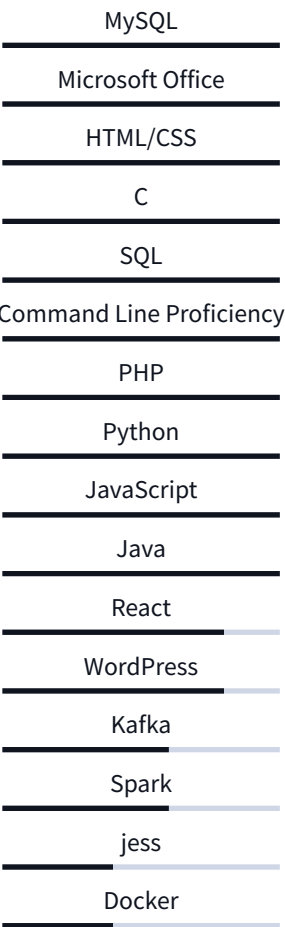 MySQL
Microsoft Office
HTML/CSS
C
SQL
Command Line Proficiency
PHP
Python
JavaScript
Java
React
WordPress
Kafka
Spark
jess
Docker